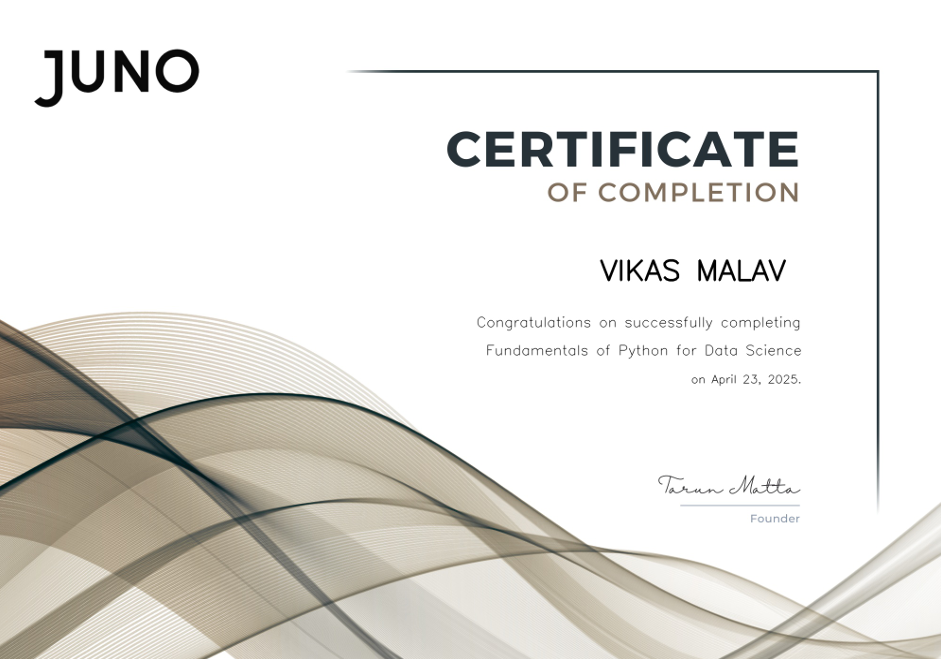 JUNO
CERTIFICATE
OF COMPLETION
VIKAS MALAV
Congratulations on successfully completing
Fundamentals of Python for Data Science
on April 23, 2025.
Tarun Matta
Founder